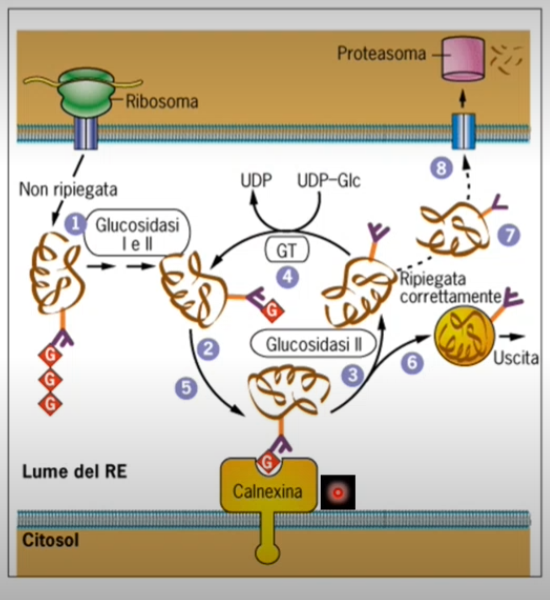 Proteasoma
Ribosoma
Non ripiegata
UDP UDP–Glc
1
Glucosidasi
I e II
8
7
GT
4
G
Ripiegata
correttamente
2
Glucosidasi II
3
6
Uscita
5
G
G
G
G
Lume del RE
Calnexina
Citosol